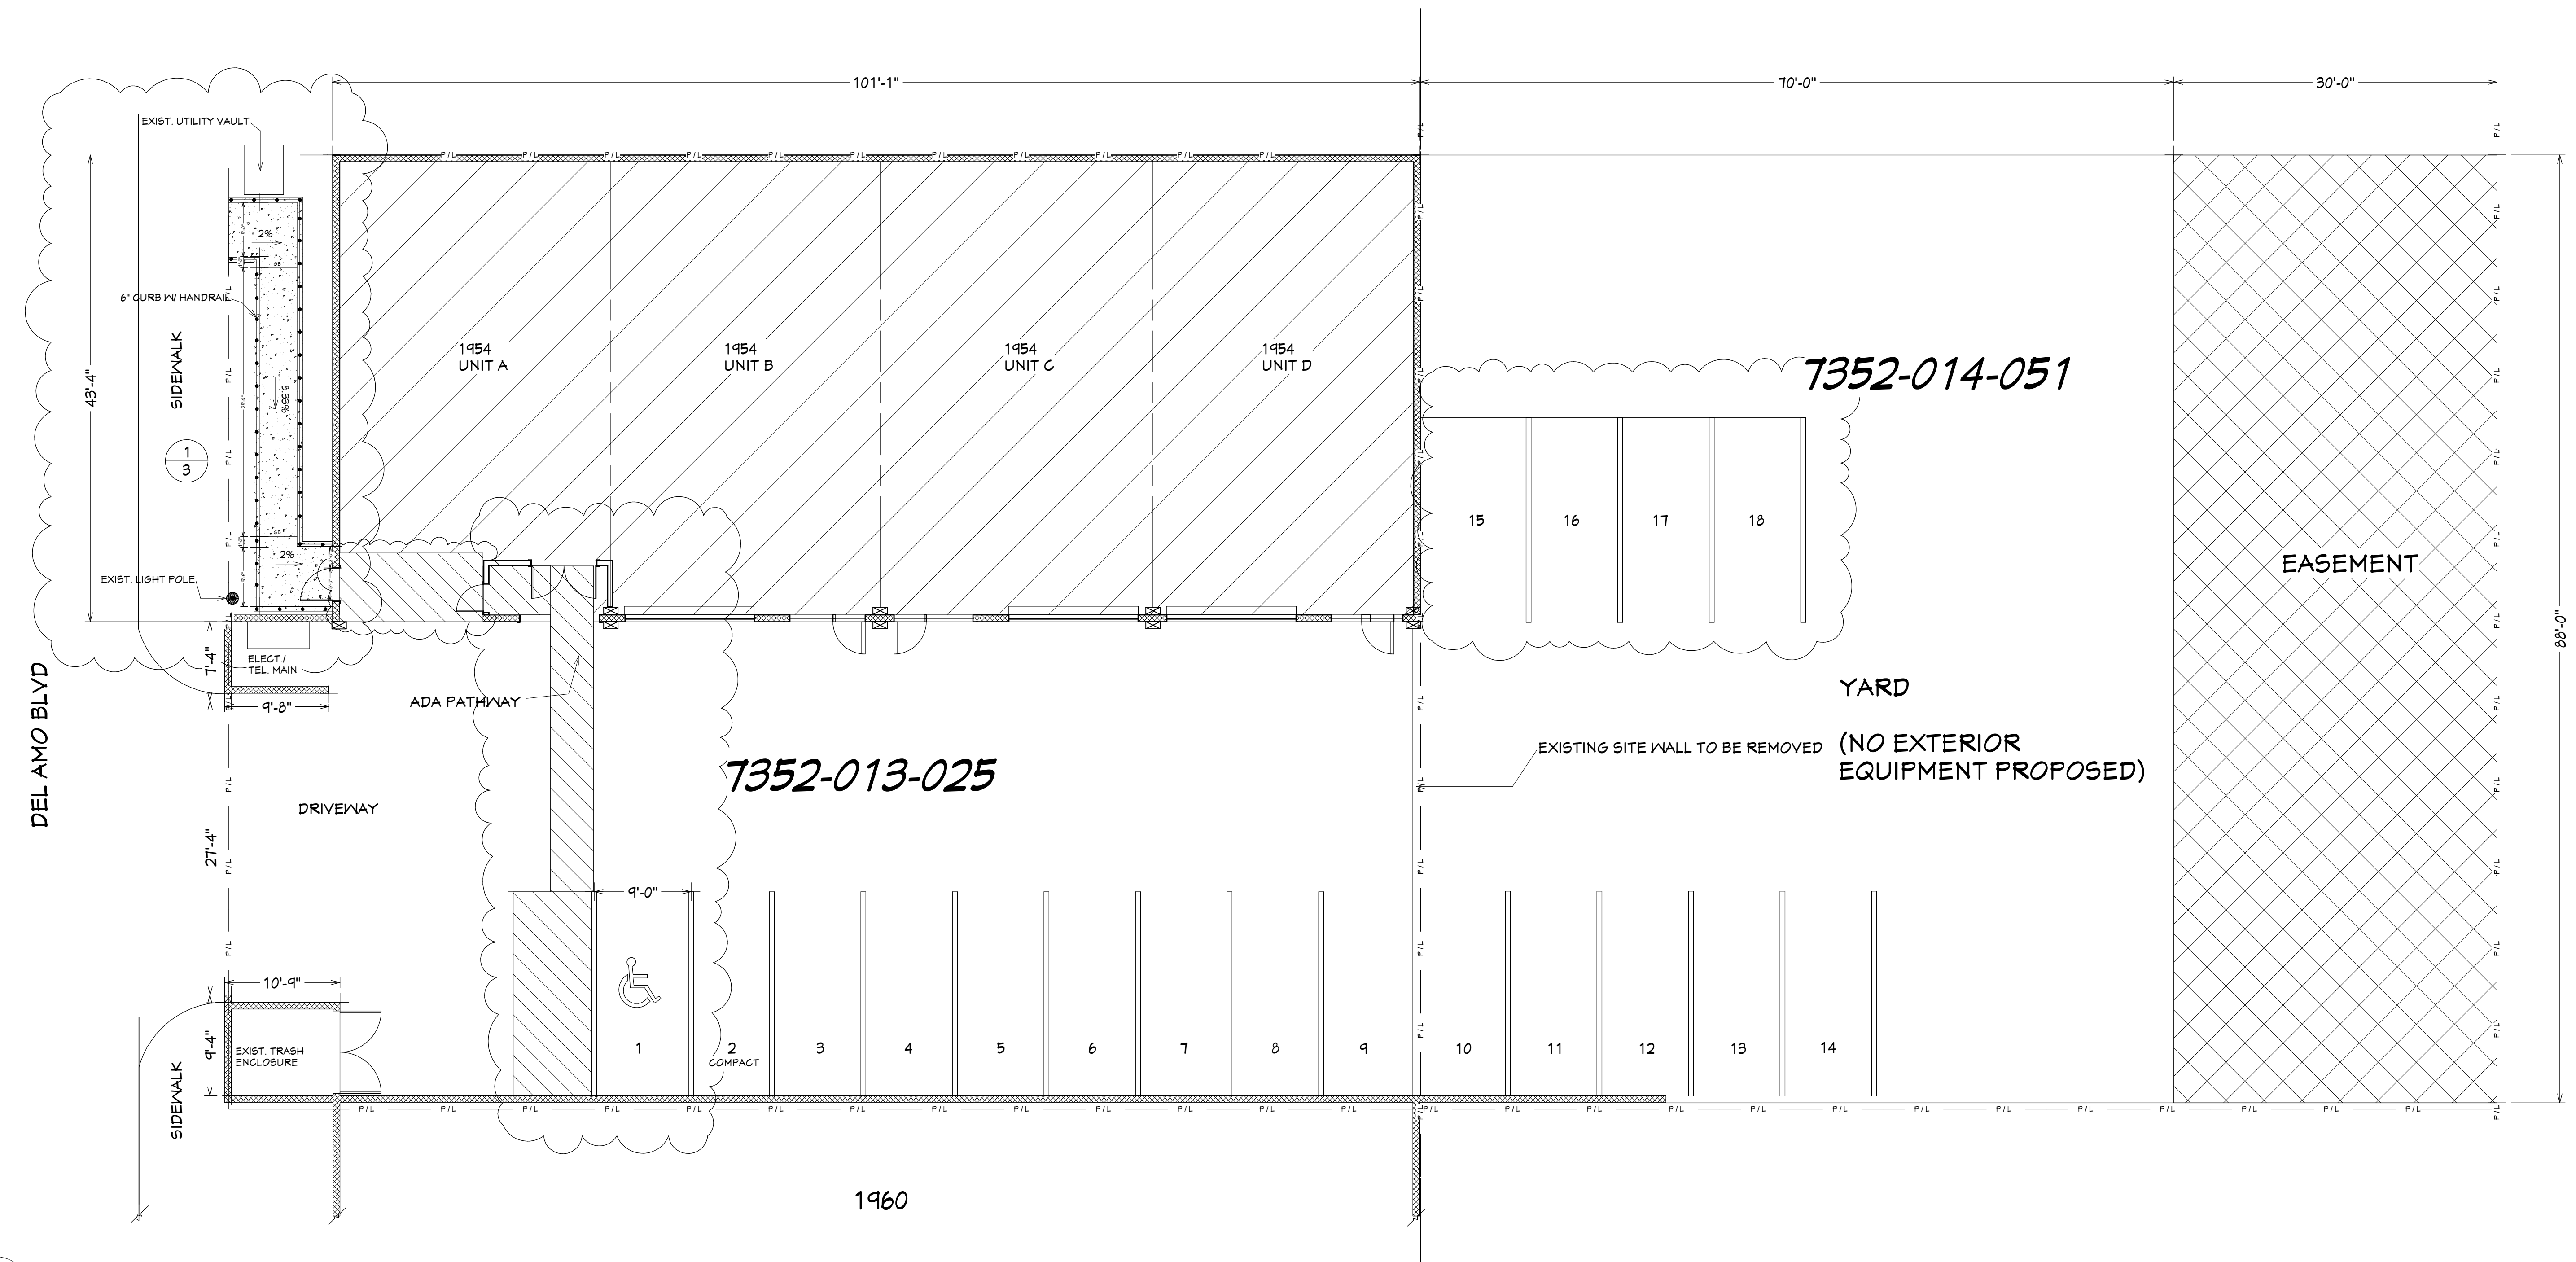 101'-1"
70'-0"
30'-0"
EXIST. UTILITY VAULT
P/L P/L P/L P/L P/L P/L P/L P/L P/L P/L P/L
2%
GB
6" CURB W/ HANDRAIL
SIDEWALK
43'-4"
8.33%
1
3
1954
UNIT A
1954
UNIT B
1954
UNIT C
1954
UNIT D
7352-014-051
15
16
17
18
GB
2%
EXIST. LIGHT POLE
EASEMENT
88'-0"
ELECT./
TEL. MAIN
7'-4"
9'-8"
ADA PATHWAY
DEL AMO BLVD
YARD
(NO EXTERIOR
EQUIPMENT PROPOSED)
EXISTING SITE WALL TO BE REMOVED
7352-013-025
DRIVEWAY
27'-4"
9'-0"
10'-9"
9'-4"
EXIST. TRASH
ENCLOSURE
SIDEWALK
1
2
COMPACT
3
4
5
6
7
8
9
10
11
12
13
14
P/L P/L P/L P/L P/L P/L P/L P/L P/L P/L P/L P/L P/L P/L P/L P/L P/L P/L P/L P/L P/L P/L P/L P/L P/L P/L
1960